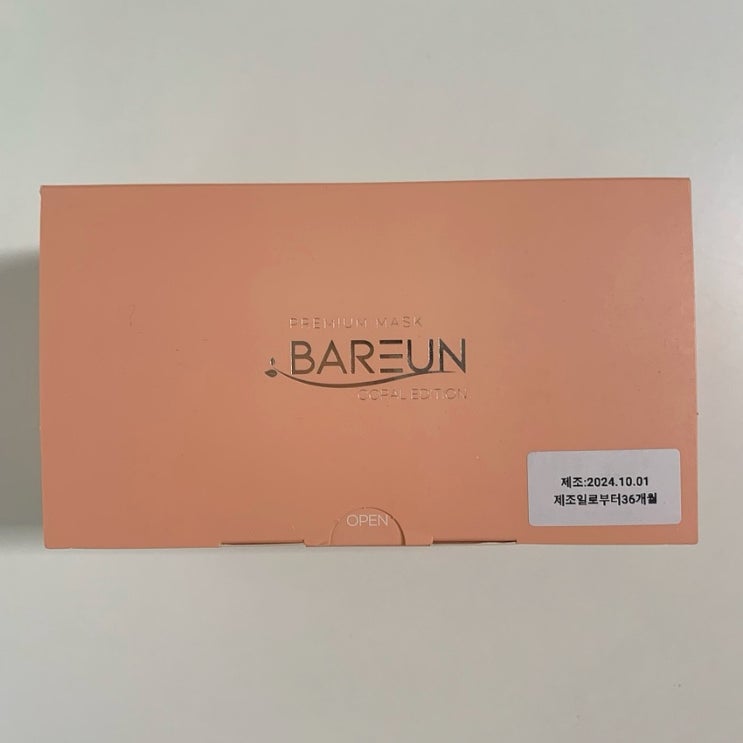 PREMIUM MASK
BAREUN
CORAL EDITION
OPEN
제조:2024.10.01
제조일로부터36개월